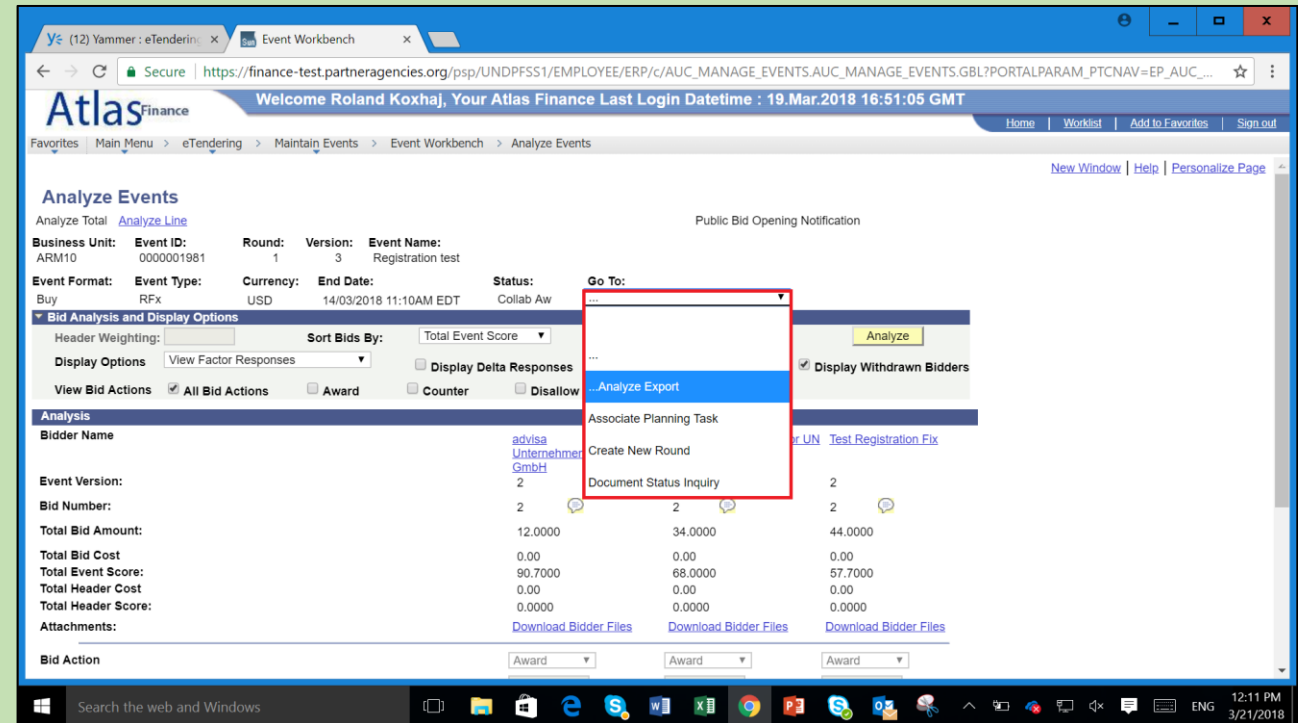 (12) Yammer : eTendering
Event Workbench
Secure | https://finance-test.partneragencies.org/psp/UNDPFSS1/EMPLOYEE/ERP/c/AUC_MANAGE_EVENTS.AUC_MANAGE_EVENTS.GBL?PORTALPARAM_PTCNAV=EP_AUC_...
Atlas Finance
Welcome Roland Koxhaj, Your Atlas Finance Last Login Datetime : 19.Mar.2018 16:51:05 GMT
Home | Worklist | Add to Favorites | Sign out
Favorites | Main Menu > eTendering > Maintain Events > Event Workbench > Analyze Events
New Window | Help | Personalize Page
Analyze Events
Analyze Total Analyze Line Public Bid Opening Notification
Business Unit: Event ID: Round: Version: Event Name:
ARM10 0000001981 1 3 Registration test
Event Format: Event Type: Currency: End Date: Status: Go To:
Buy RFx USD 14/03/2018 11:10AM EDT Collab Aw ...
Bid Analysis and Display Options
Header Weighting: Sort Bids By: Total Event Score Analyze
...
Display Options View Factor Responses Display Delta Responses Display Withdrawn Bidders
View Bid Actions All Bid Actions Award Counter Disallow ...Analyze Export
Analysis
Associate Planning Task
Bidder Name advisa or UN Test Registration Fix
Unternehmen Create New Round
GmbH
Event Version: 2 Document Status Inquiry 2
Bid Number: 2 2 2
Total Bid Amount: 12.0000 34.0000 44.0000
Total Bid Cost 0.00 0.00 0.00
Total Event Score: 90.7000 68.0000 57.7000
Total Header Cost 0.00 0.00 0.00
Total Header Score: 0.0000 0.0000 0.0000
Attachments: Download Bidder Files Download Bidder Files Download Bidder Files
Bid Action Award Award Award
Search the web and Windows
ENG
12:11 PM
3/21/2018